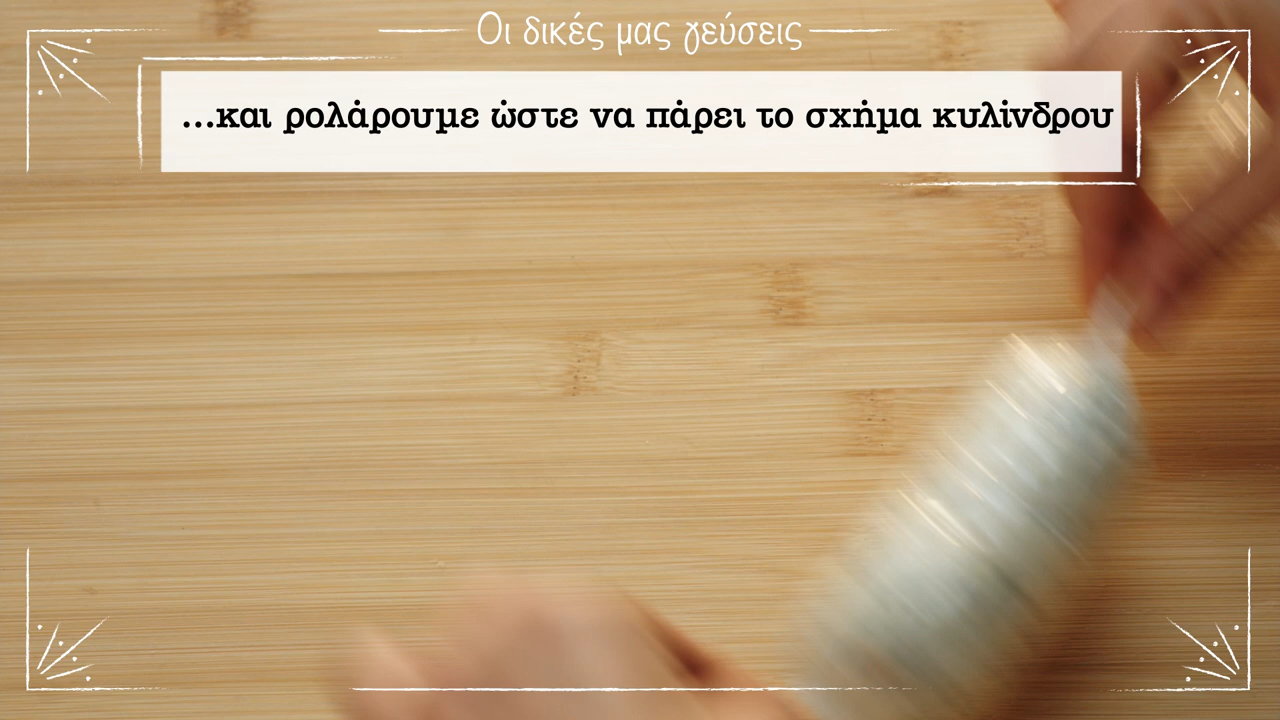 Οι δικές μας γεύσεις
...και ρολάρουμε ώστε να πάρει το σχήμα κυλίνδρου